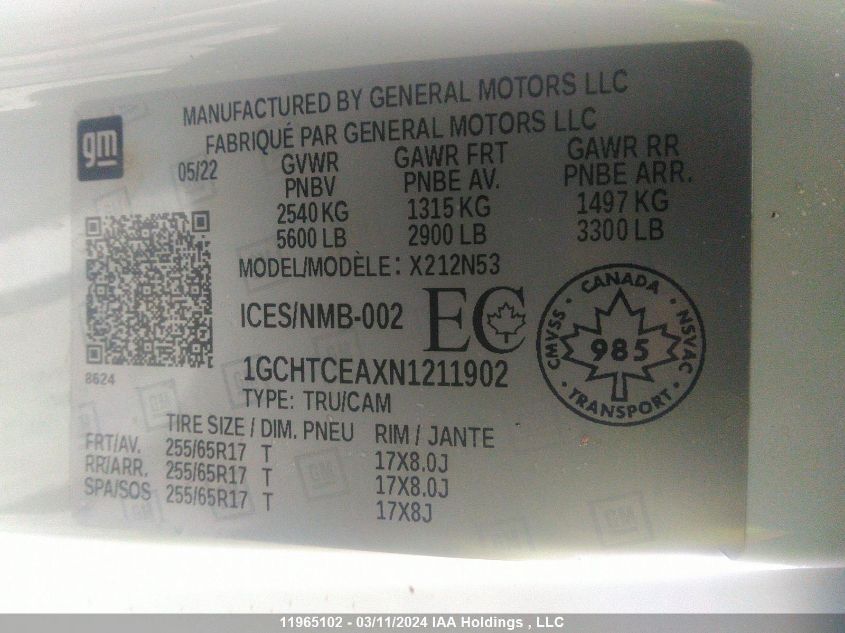 MANUFACTURED BY GENERAL MOTORS LLC
FABRIQUÉ PAR GENERAL MOTORS LLC
gm
05/22
GVWR GAWR FRT GAWR RR
PNBV PNBE AV. PNBE ARR.
2540 KG 1315 KG 1497 KG
5600 LB 2900 LB 3300 LB
MODEL/MODÈLE: X212N53
ICES/NMB-002 EC
CANADA
CMVSS • NSVAC
985
TRANSPORT
1GCHTCEAXN1211902
8624
TYPE: TRU/CAM
TIRE SIZE / DIM. PNEU RIM / JANTE
FRT/AV. 255/65R17 T 17X8.0J
RR/ARR. 255/65R17 T 17X8.0J
SPA/SOS 255/65R17 T 17X8J
GM
11965102 - 03/11/2024 IAA Holdings , LLC